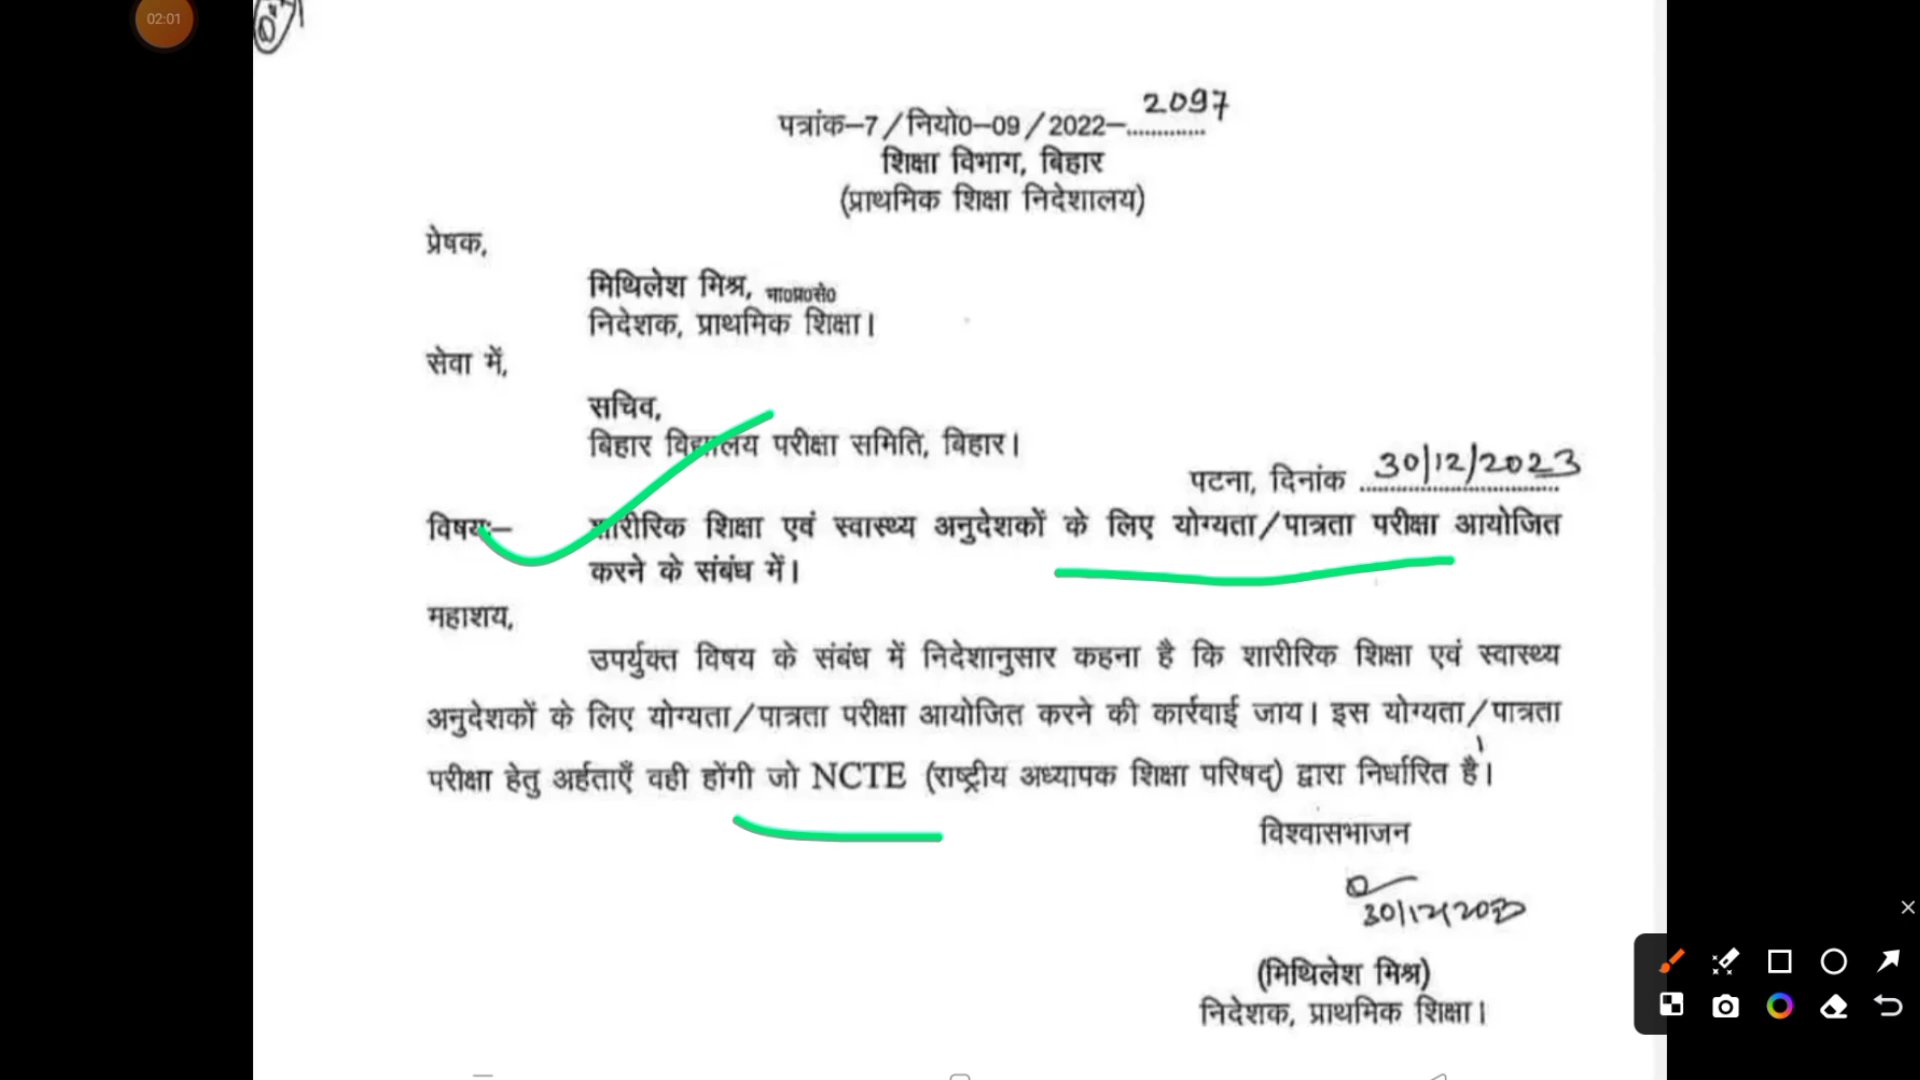 02:01
पत्रांक–7/नियो0–09/2022–.............2097
शिक्षा विभाग, बिहार
(प्राथमिक शिक्षा निदेशालय)
प्रेषक,
मिथिलेश मिश्र, भा0प्र0से0
निदेशक, प्राथमिक शिक्षा।
सेवा में,
सचिव,
बिहार विद्यालय परीक्षा समिति, बिहार।
पटना, दिनांक 30/12/2023
विषयः– शारीरिक शिक्षा एवं स्वास्थ्य अनुदेशकों के लिए योग्यता/पात्रता परीक्षा आयोजित
करने के संबंध में।
महाशय,
उपर्युक्त विषय के संबंध में निदेशानुसार कहना है कि शारीरिक शिक्षा एवं स्वास्थ्य
अनुदेशकों के लिए योग्यता/पात्रता परीक्षा आयोजित करने की कार्रवाई जाय। इस योग्यता/पात्रता
परीक्षा हेतु अर्हताएँ वही होंगी जो NCTE (राष्ट्रीय अध्यापक शिक्षा परिषद्) द्वारा निर्धारित है।
विश्वासभाजन
30/12/2023
(मिथिलेश मिश्र)
निदेशक, प्राथमिक शिक्षा।